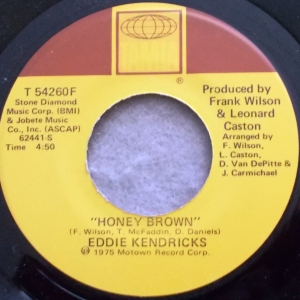 T 54260F
Stone Diamond
Music Corp. (BMI)
& Jobete Music
Co., Inc. (ASCAP)
62441-S
Time 4:50
®
Produced by
Frank Wilson
& Leonard
Caston
Arranged by
F. Wilson,
L. Caston,
D. Van DePitte &
J. Carmichael
"HONEY BROWN"
(F. Wilson, T. McFaddin, D. Daniels)
EDDIE KENDRICKS
℗ 1975 Motown Record Corp.